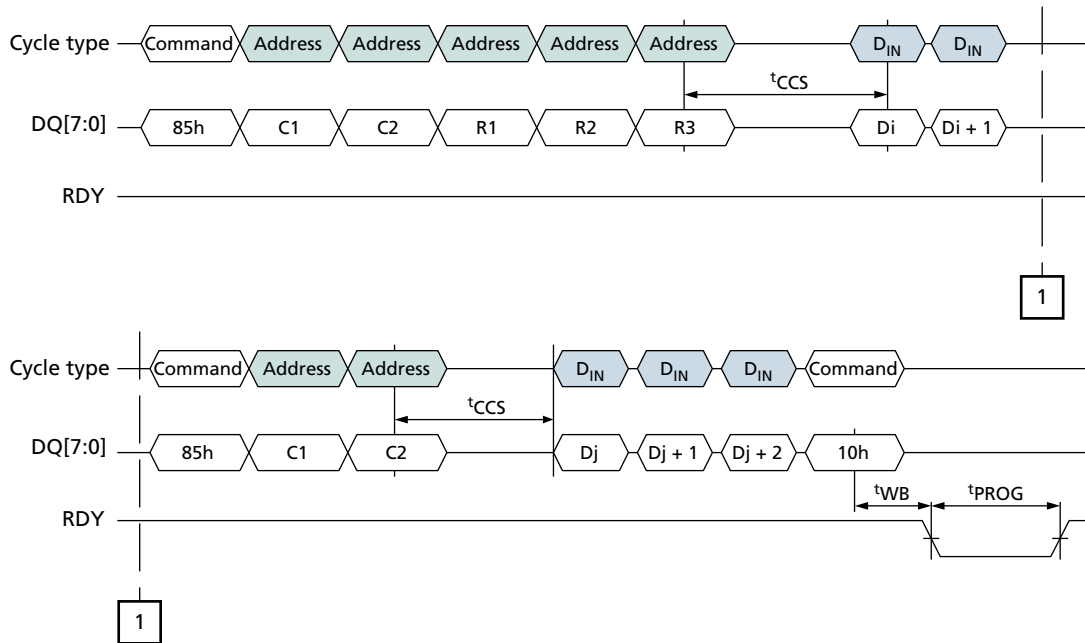 Cycle type Command Address Address Address Address Address DIN DIN
tCCS
DQ[7:0] 85h C1 C2 R1 R2 R3 Di Di + 1
RDY
1
Cycle type Command Address Address DIN DIN DIN Command
tCCS
DQ[7:0] 85h C1 C2 Dj Dj + 1 Dj + 2 10h
tWB tPROG
RDY
1